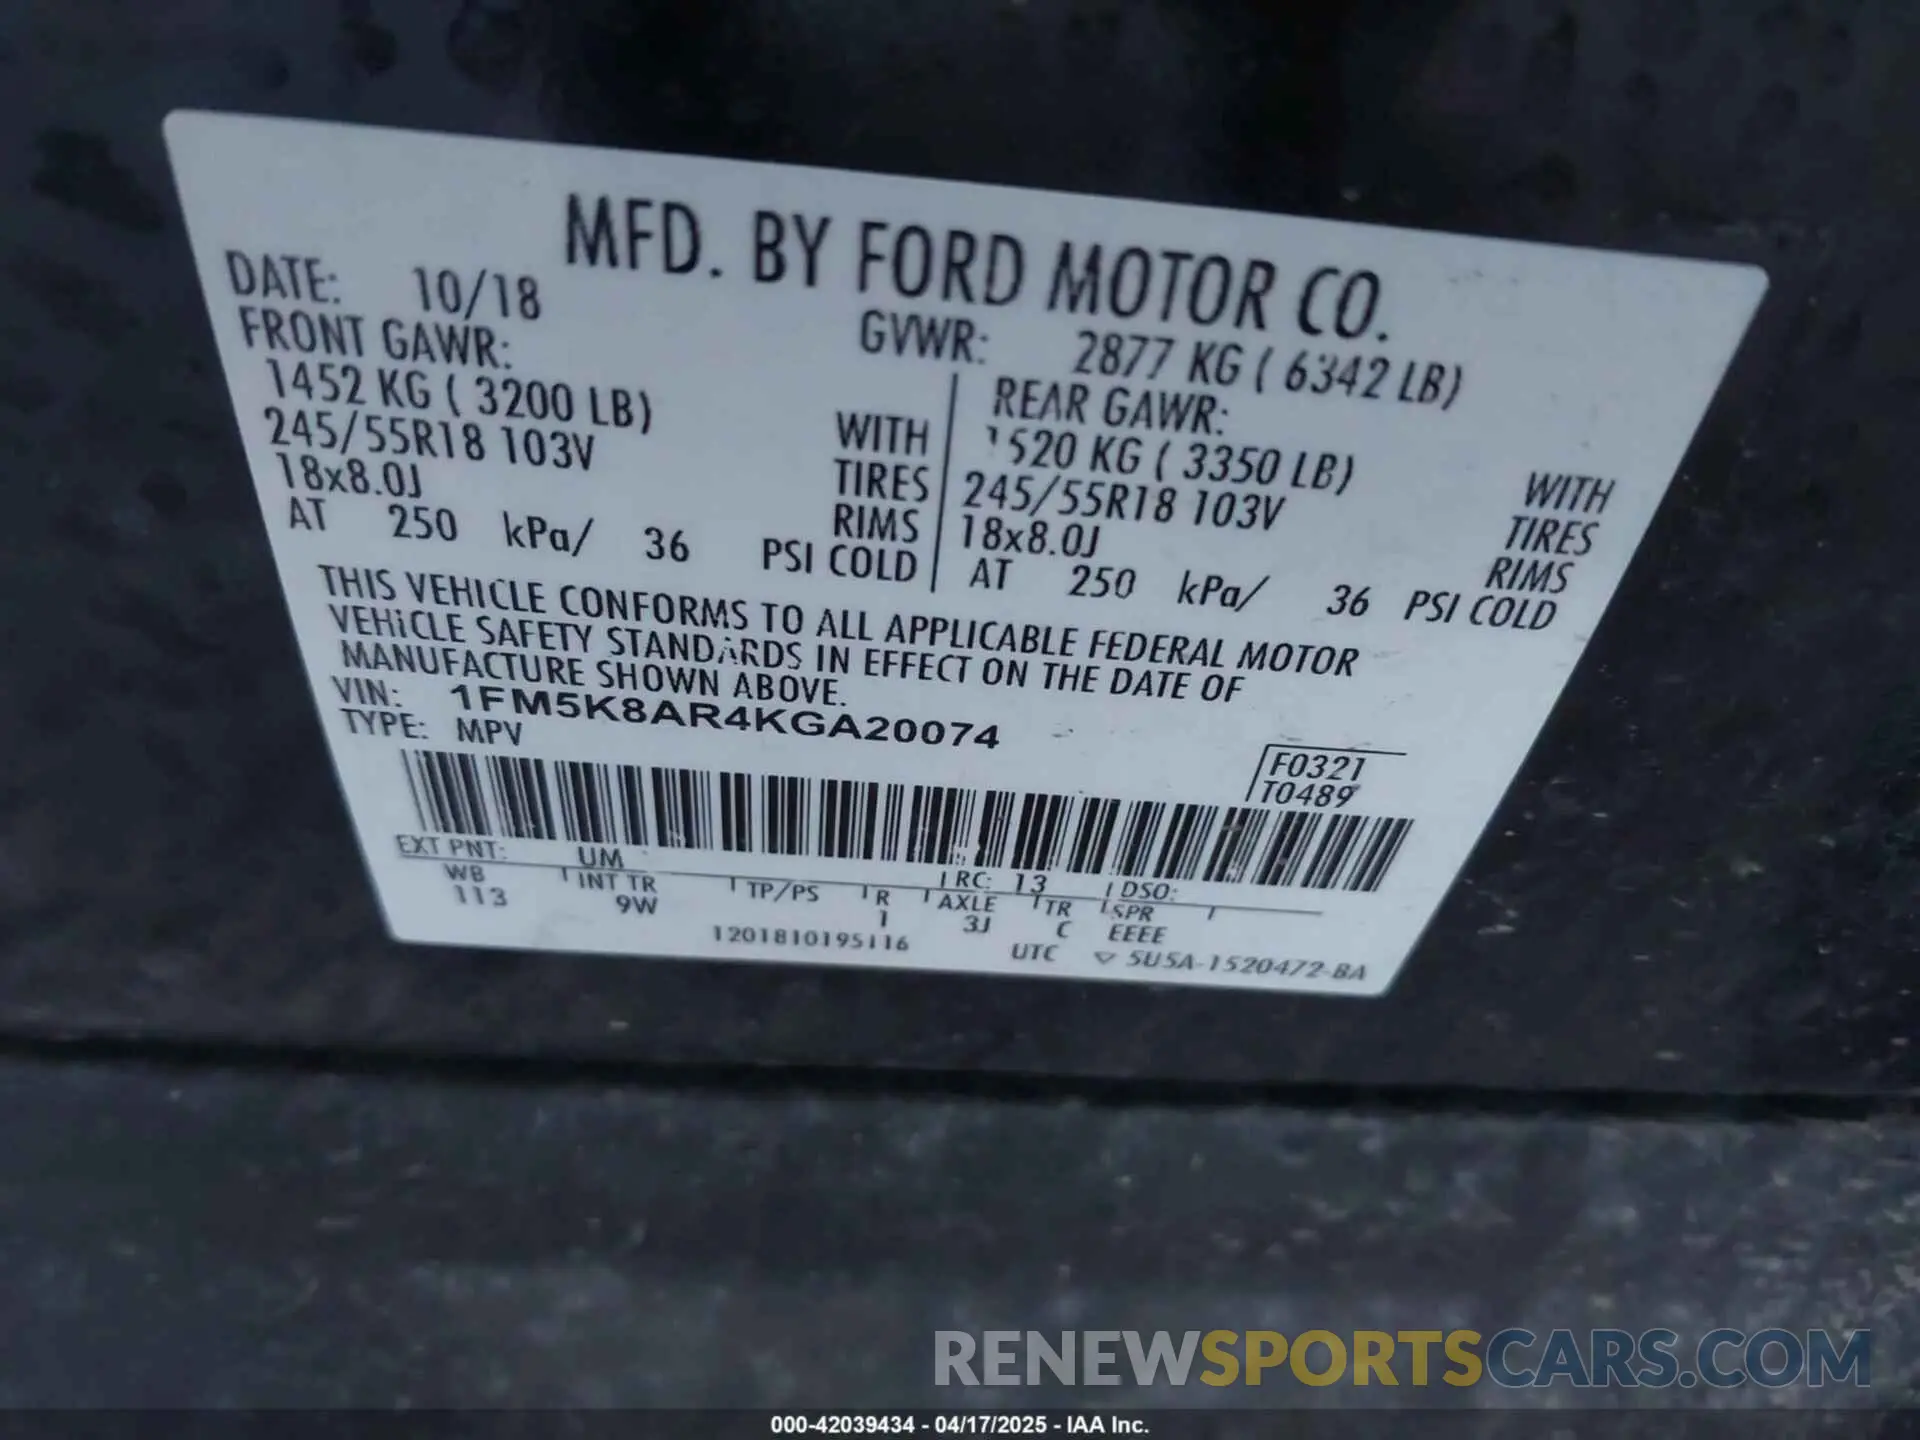 MFD. BY FORD MOTOR CO.
DATE: 10/18 GVWR: 2877 KG ( 6342 LB)
FRONT GAWR: REAR GAWR:
1452 KG ( 3200 LB) WITH 1520 KG ( 3350 LB) WITH
245/55R18 103V TIRES 245/55R18 103V TIRES
18x8.0J RIMS 18x8.0J RIMS
AT 250 kPa/ 36 PSI COLD AT 250 kPa/ 36 PSI COLD
THIS VEHICLE CONFORMS TO ALL APPLICABLE FEDERAL MOTOR
VEHICLE SAFETY STANDARDS IN EFFECT ON THE DATE OF
MANUFACTURE SHOWN ABOVE.
VIN: 1FM5K8AR4KGA20074
TYPE: MPV
F0321
T0489
EXT PNT: UM RC: 13 DSO:
WB INT TR TP/PS R AXLE TR SPR
113 9W 1 3J C EEEE
1201810195116 UTC ▽ 5U5A-1520472-BA
RENEWSPORTSCARS.COM
000-42039434 - 04/17/2025 - IAA Inc.